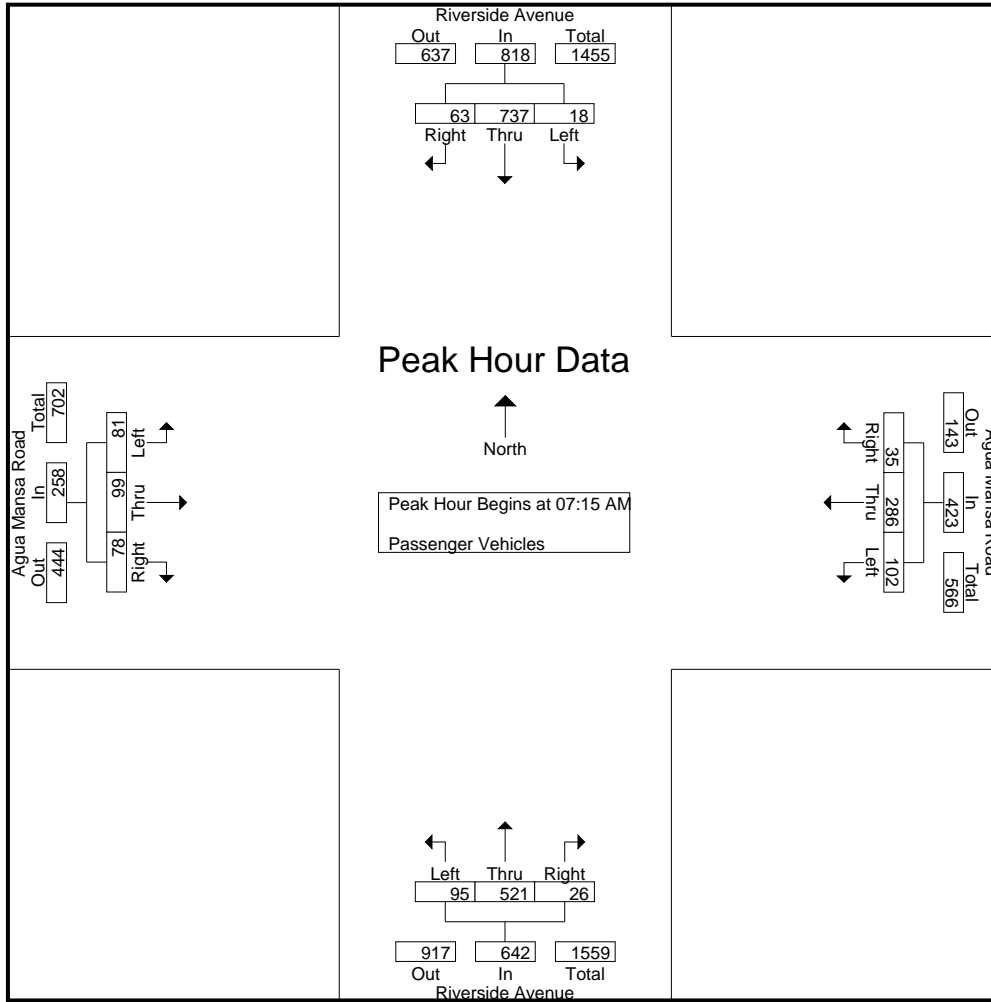 Riverside Avenue
Out In Total
637 818 1455
63 737 18
Right Thru Left
Peak Hour Data
North
Peak Hour Begins at 07:15 AM
Passenger Vehicles
Agua Mansa Road
Total In Out
702 258 444
81 99 78
Left Thru Right
Agua Mansa Road
Out In Total
143 423 566
35 286 102
Right Thru Left
Left Thru Right
95 521 26
917 642 1559
Out In Total
Riverside Avenue